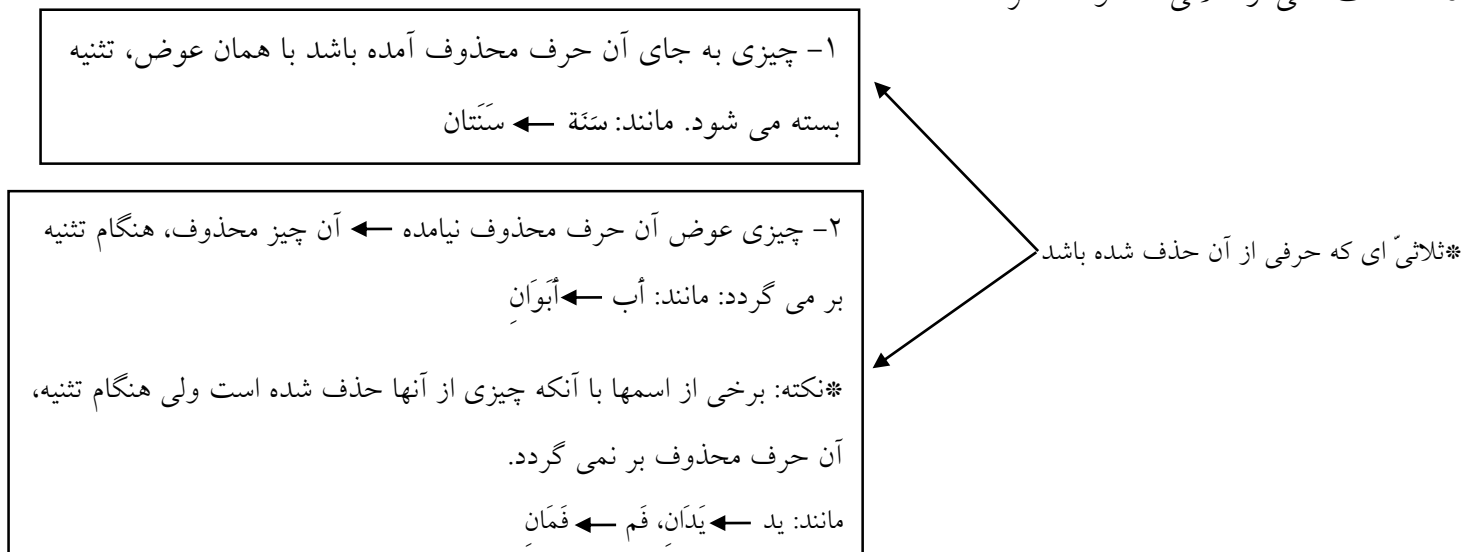 ۱- چیزی به جای آن حرف محذوف آمده باشد با همان عوض، تثنیه
بسته می شود. مانند: سَنَة ← سَنَتان
*ثلاثیّ ای که حرفی از آن حذف شده باشد
۲- چیزی عوض آن حرف محذوف نیامده ← آن چیز محذوف، هنگام تثنیه
بر می گردد: مانند: أب ← أَبَوَانِ
*نکته: برخی از اسمها با آنکه چیزی از آنها حذف شده است ولی هنگام تثنیه،
آن حرف محذوف بر نمی گردد.
مانند: ید ← یَدَانِ، فَم ← فَمَانِ